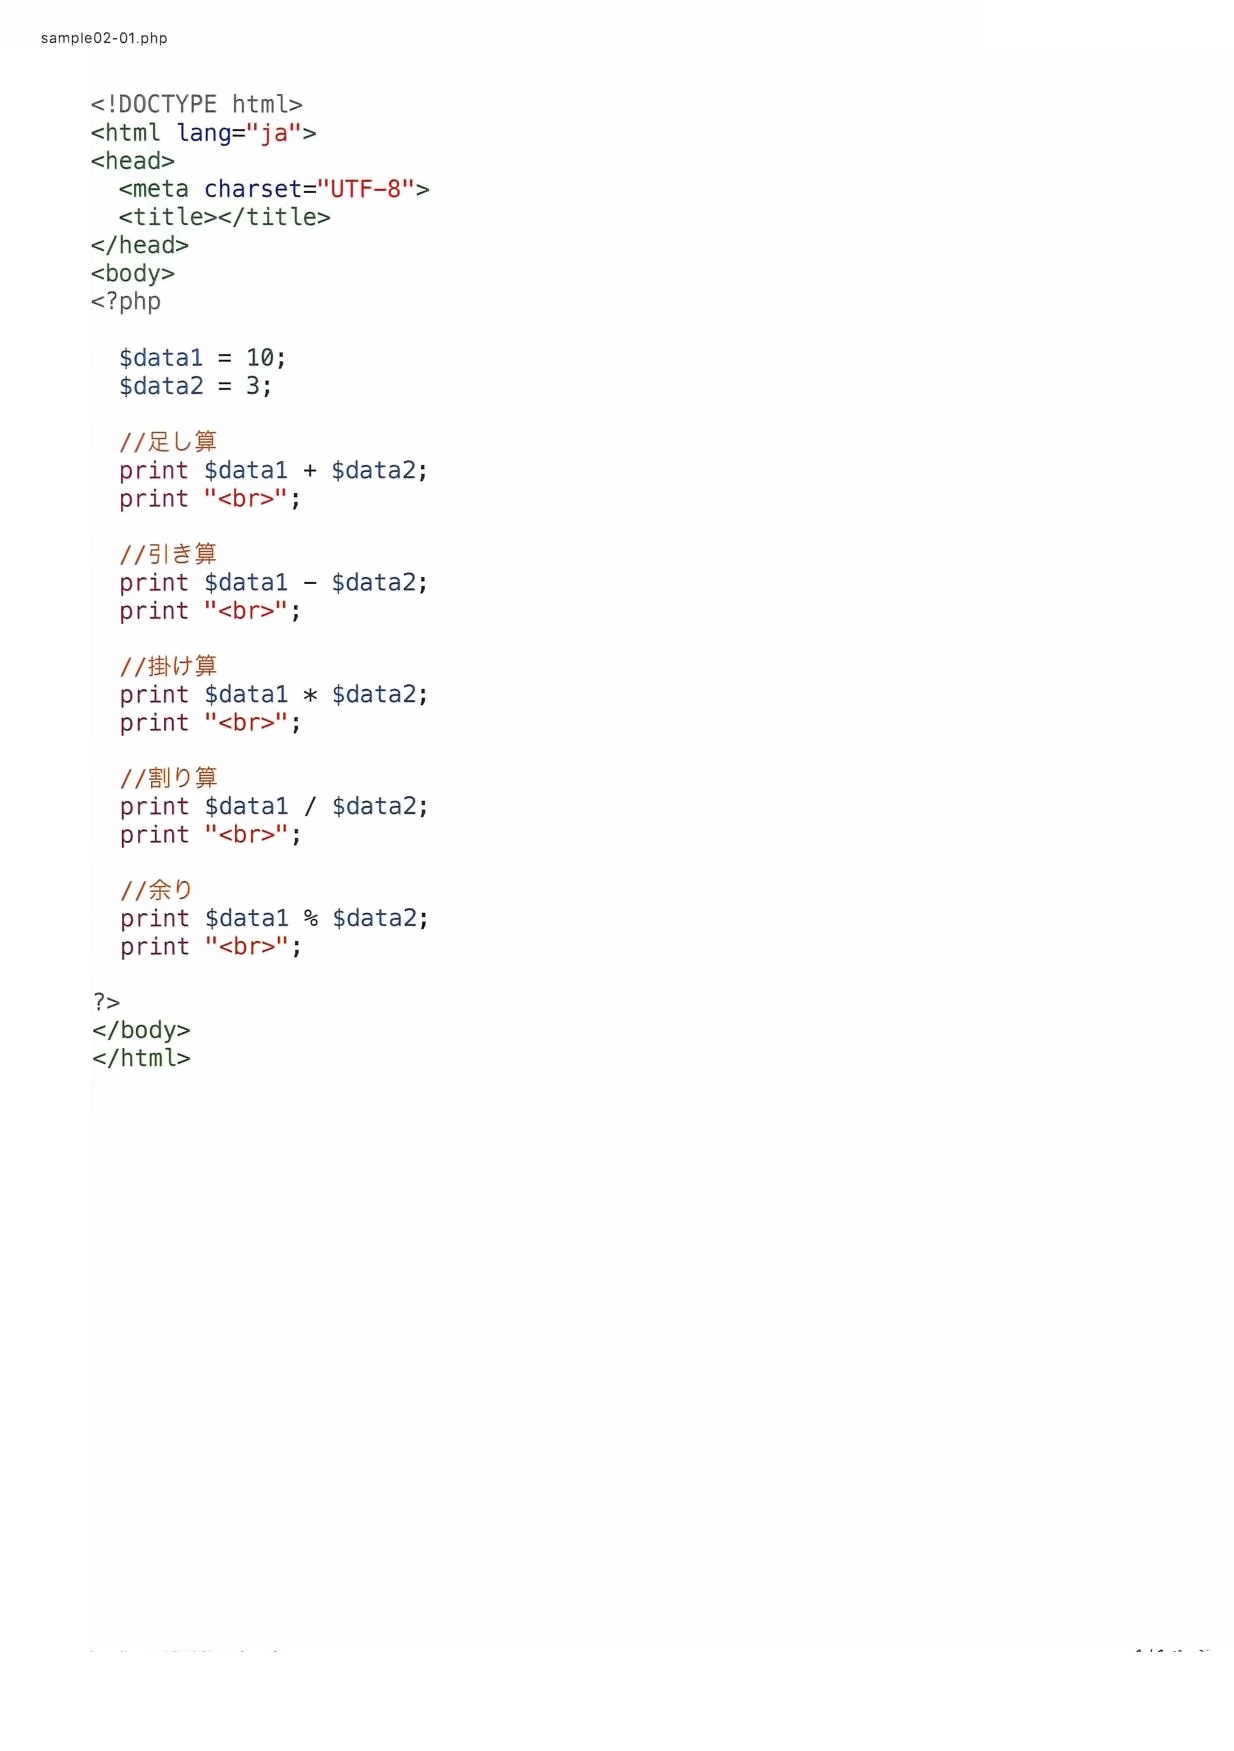 sample02-01.php
<!DOCTYPE html>
<html lang="ja">
<head>
  <meta charset="UTF-8">
  <title></title>
</head>
<body>
<?php

  $data1 = 10;
  $data2 = 3;

  //足し算
  print $data1 + $data2;
  print "<br>";

  //引き算
  print $data1 - $data2;
  print "<br>";

  //掛け算
  print $data1 * $data2;
  print "<br>";

  //割り算
  print $data1 / $data2;
  print "<br>";

  //余り
  print $data1 % $data2;
  print "<br>";

?>
</body>
</html>